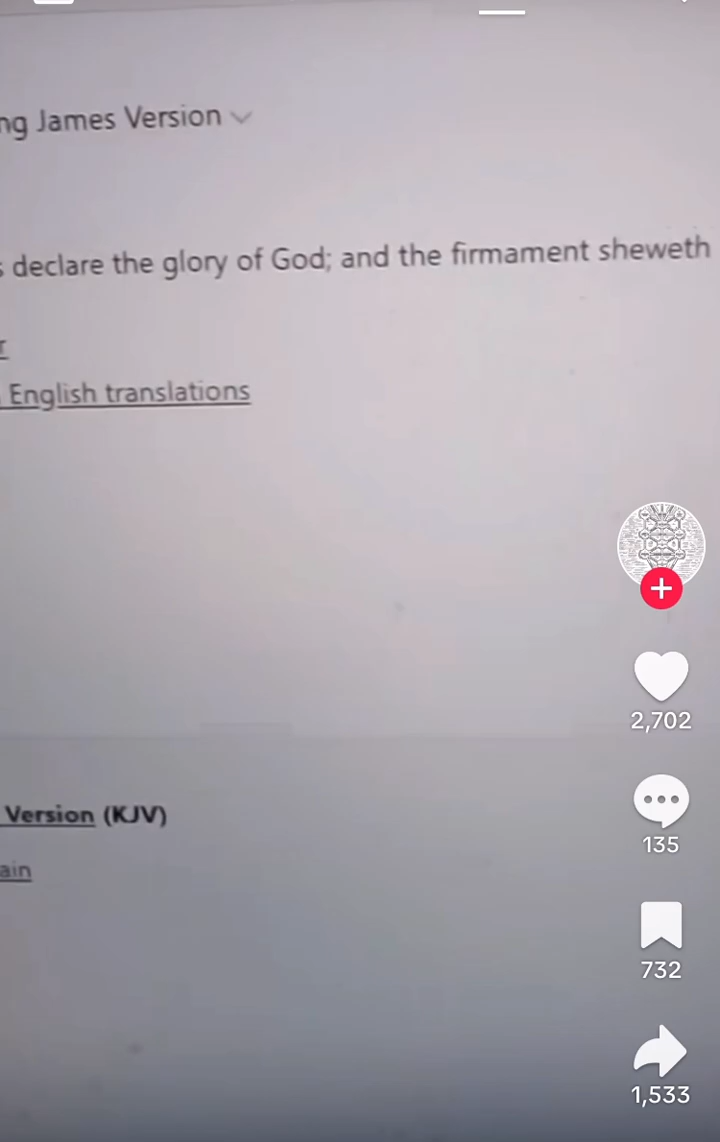 ng James Version
s declare the glory of God; and the firmament sheweth
r
English translations
2,702
Version (KJV)
135
ain
732
1,533